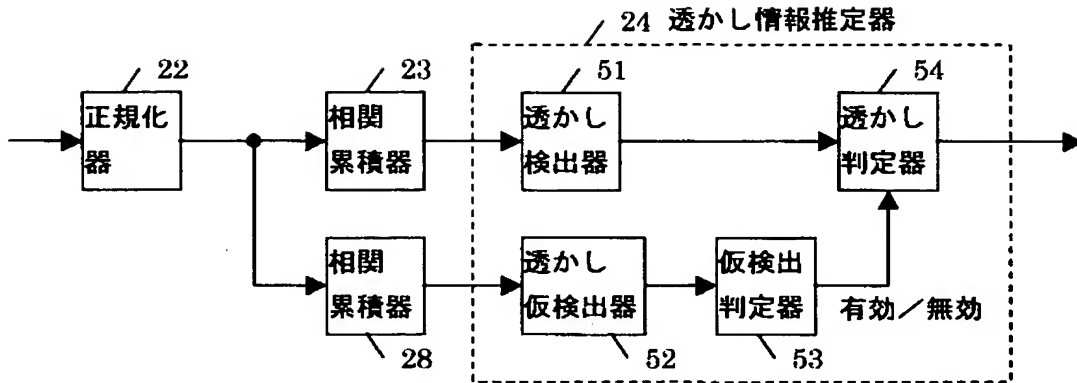 24 透かし情報推定器
22
23
51
54
正規化
器
相関
累積器
透かし
検出器
透かし
判定器
相関
累積器
透かし
仮検出器
仮検出
判定器
有効／無効
28
52
53